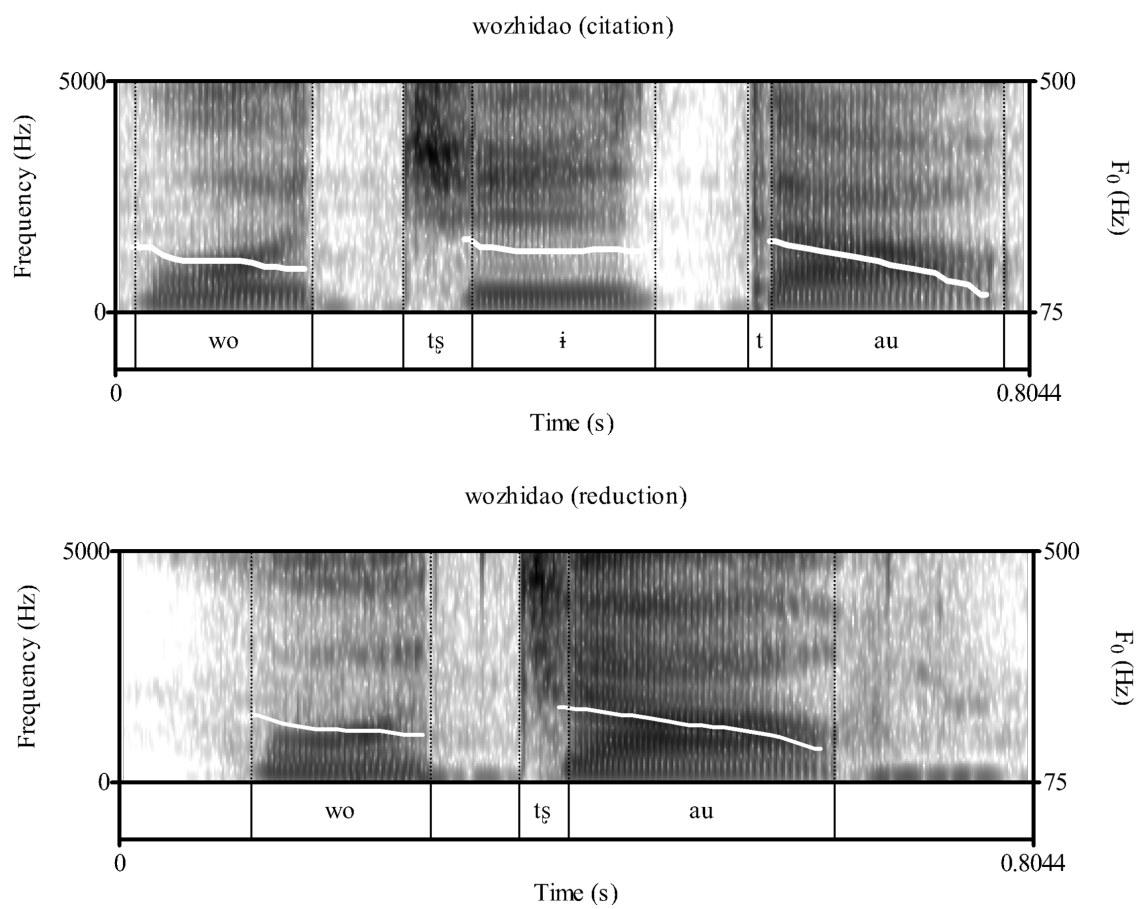 wozhidao (citation)
5000
500
Frequency (Hz)
F0 (Hz)
0
75
wo tʂ ɨ t au
0 0.8044
Time (s)
wozhidao (reduction)
5000
500
Frequency (Hz)
F0 (Hz)
0
75
wo tʂ au
0 0.8044
Time (s)